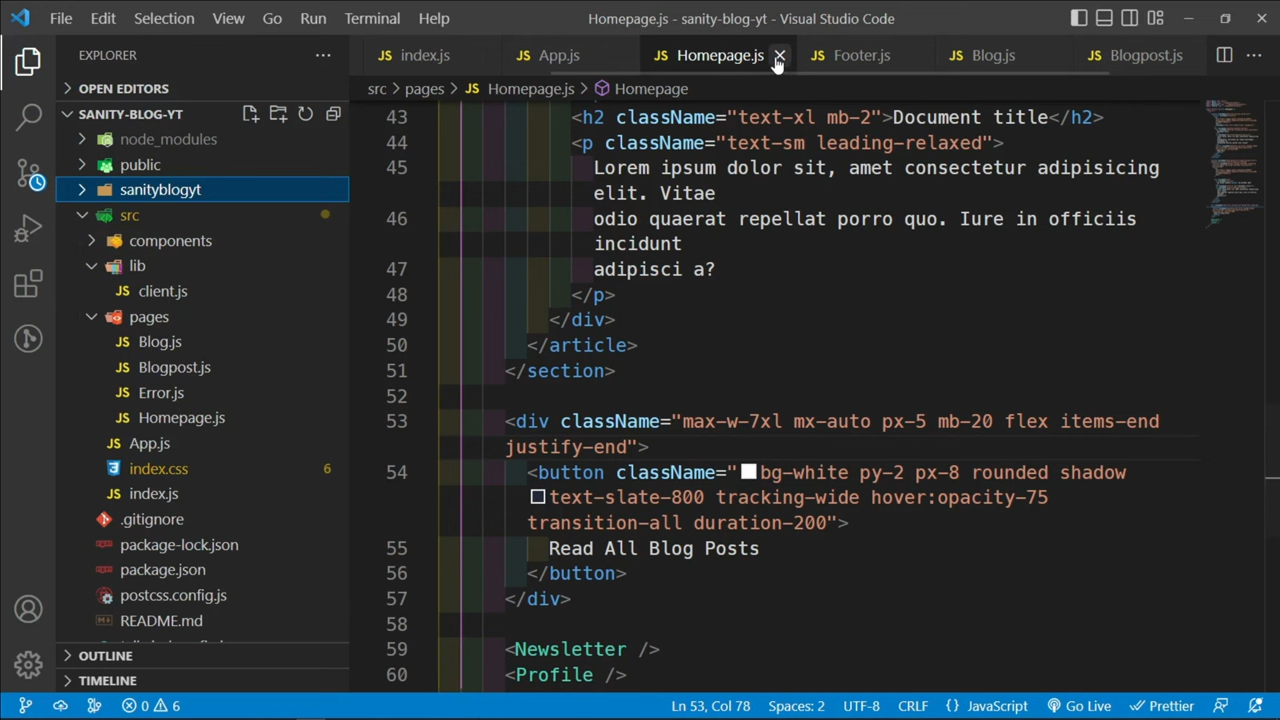 File Edit Selection View Go Run Terminal Help Homepage.js - sanity-blog-yt - Visual Studio Code
EXPLORER
JS index.js JS App.js JS Homepage.js JS Footer.js JS Blog.js JS Blogpost.js
src > pages > JS Homepage.js > Homepage
OPEN EDITORS
SANITY-BLOG-YT
node_modules
public
sanityblogyt
src
components
lib
JS client.js
pages
JS Blog.js
JS Blogpost.js
JS Error.js
JS Homepage.js
JS App.js
index.css 6
JS index.js
.gitignore
package-lock.json
package.json
postcss.config.js
README.md
OUTLINE
TIMELINE
43 <h2 className="text-xl mb-2">Document title</h2>
44 <p className="text-sm leading-relaxed">
45 Lorem ipsum dolor sit, amet consectetur adipisicing
elit. Vitae
46 odio quaerat repellat porro quo. Iure in officiis
incidunt
47 adipisci a?
48 </p>
49 </div>
50 </article>
51 </section>
52
53 <div className="max-w-7xl mx-auto px-5 mb-20 flex items-end
justify-end">
54 <button className="bg-white py-2 px-8 rounded shadow
text-slate-800 tracking-wide hover:opacity-75
transition-all duration-200">
55 Read All Blog Posts
56 </button>
57 </div>
58
59 <Newsletter />
60 <Profile />
0 6 Ln 53, Col 78 Spaces: 2 UTF-8 CRLF {} JavaScript Go Live Prettier